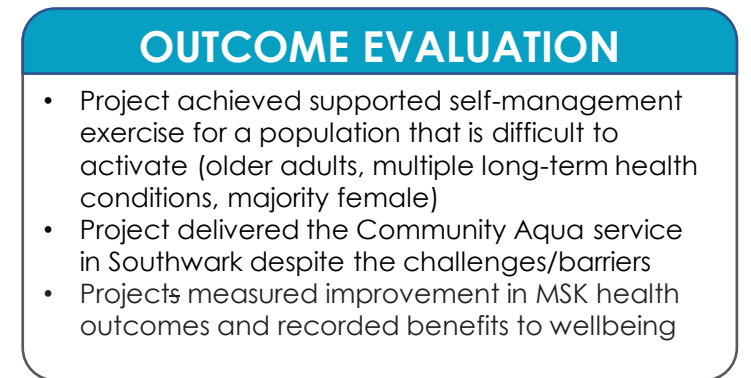 OUTCOME EVALUATION
• Project achieved supported self-management
exercise for a population that is difficult to
activate (older adults, multiple long-term health
conditions, majority female)
• Project delivered the Community Aqua service
in Southwark despite the challenges/barriers
• Projects measured improvement in MSK health
outcomes and recorded benefits to wellbeing